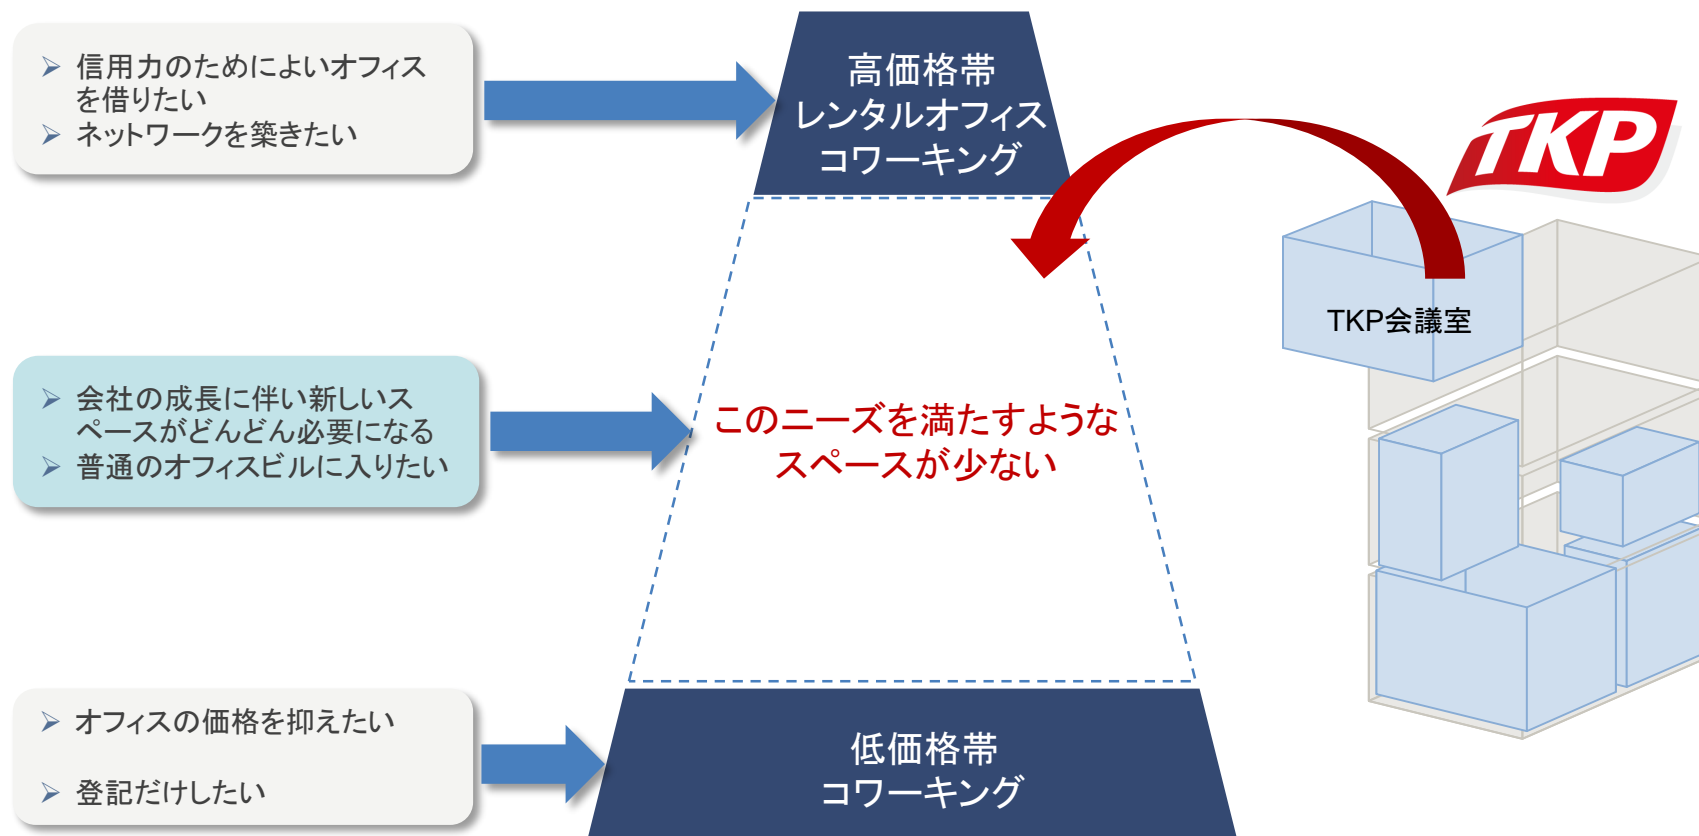 ➢ 信用力のためによいオフィス
を借りたい
➢ ネットワークを築きたい
高価格帯
レンタルオフィス
コワーキング
TKP
TKP会議室
➢ 会社の成長に伴い新しいス
ペースがどんどん必要になる
➢ 普通のオフィスビルに入りたい
このニーズを満たすような
スペースが少ない
➢ オフィスの価格を抑えたい
➢ 登記だけしたい
低価格帯
コワーキング